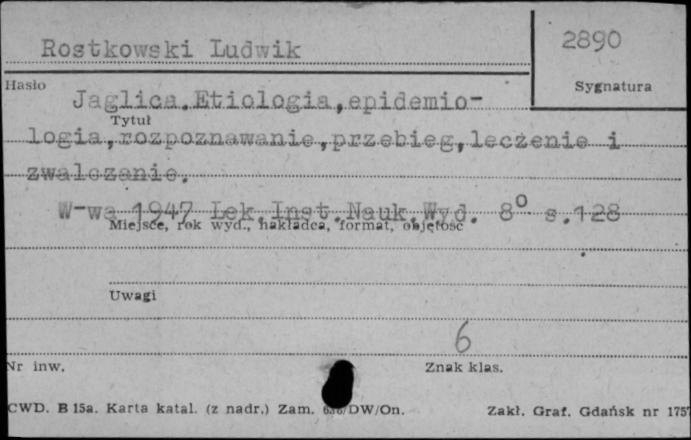 Rostkowski Ludwik
2890
Hasło
Sygnatura
Jaglica.Etiologia,epidemio-
Tytuł
logia,rozpoznawanie,przebieg,leczenie i
zwalczanie.
W-wa 1947 Lek.Inst.Nauk.Wyd. 8° s.128
Miejsce, rok wyd., nakładca, format, objętość
Uwagi
6
Nr inw.
Znak klas.
CWD. B 15a. Karta katal. (z nadr.) Zam. DW/On.
Zakł. Graf. Gdańsk nr 1757